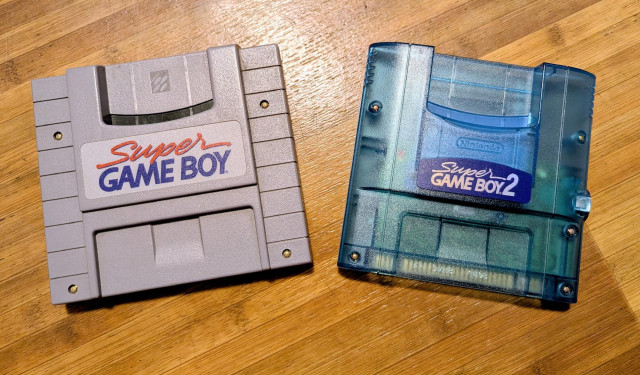 Super
GAME BOY
Nintendo
Super
GAME BOY 2